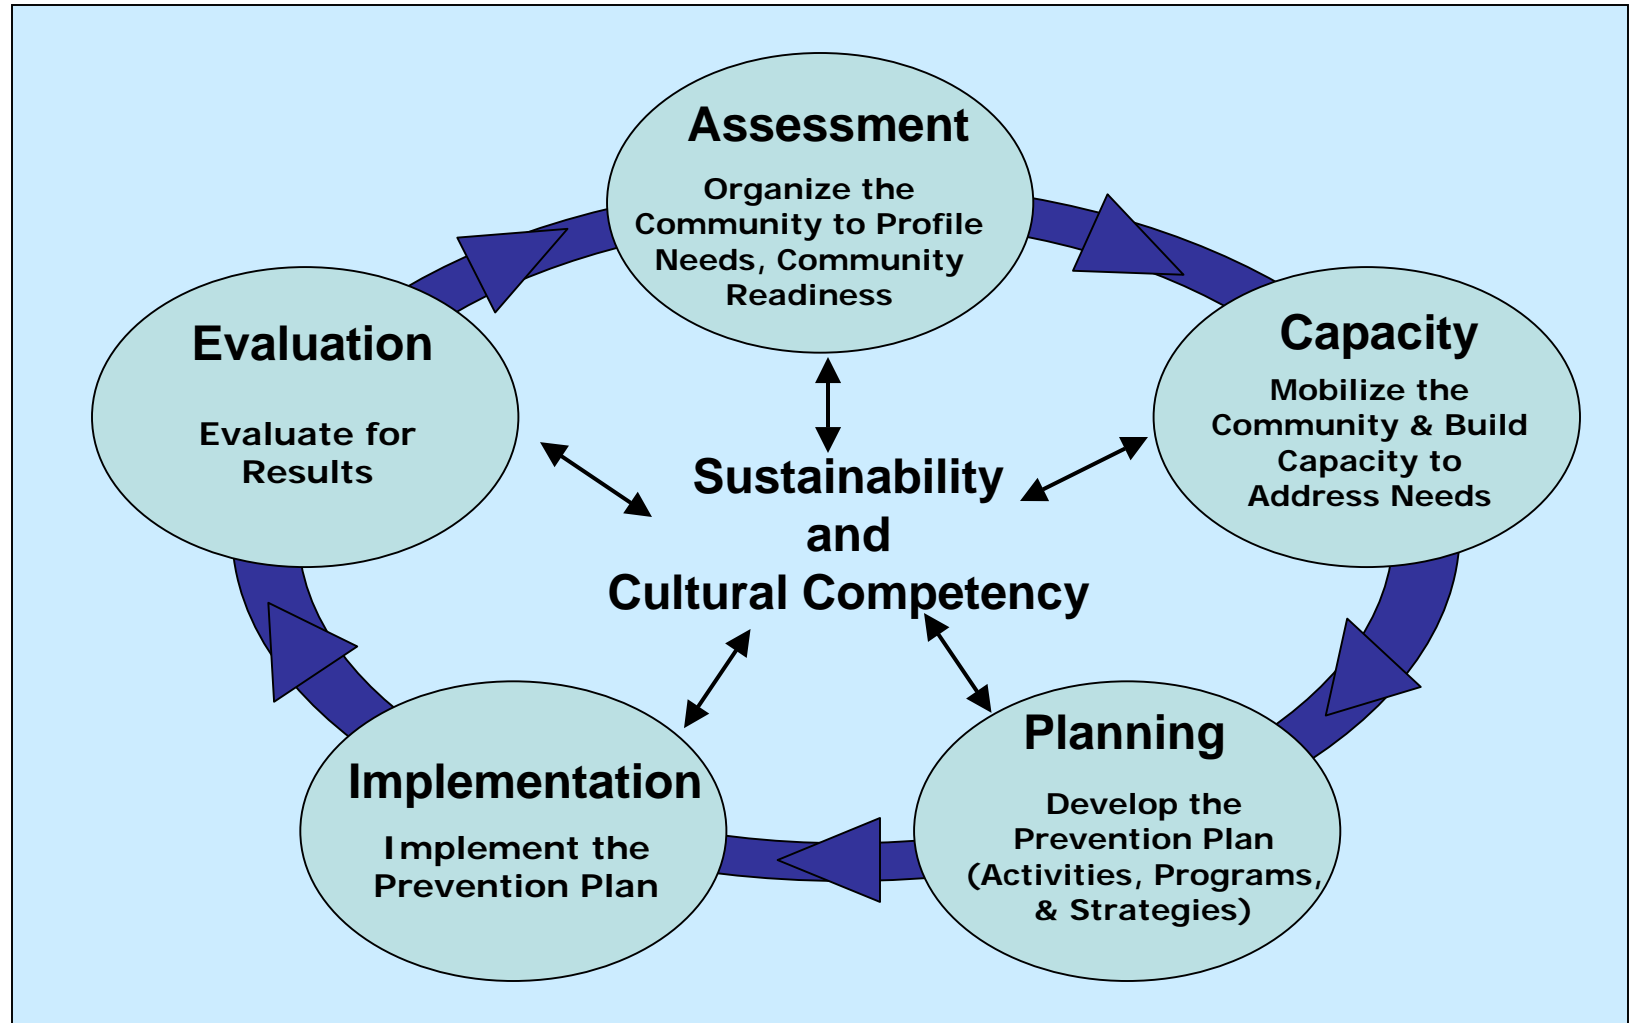 Assessment
Organize the
Community to Profile
Needs, Community
Readiness
Capacity
Mobilize the
Community & Build
Capacity to
Address Needs
Planning
Develop the
Prevention Plan
(Activities, Programs,
& Strategies)
Implementation
Implement the
Prevention Plan
Evaluation
Evaluate for
Results
Sustainability
and
Cultural Competency